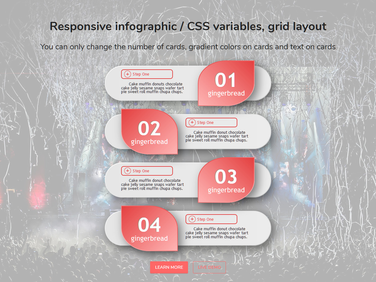 Responsive infographic / CSS variables, grid layout
You can only change the number of cards, gradient colors on cards and text on cards
Step One
Cake muffin donuts chocolate
cake jelly sesame snaps wafer tart
pie sweet roll muffin chupa chups.
01
gingerbread
02
gingerbread
Step One
Cake muffin donut chocolate
cake jelly sesame snaps wafer tart
pie sweet roll muffin chupa chups.
Step One
Cake muffin donut chocolate
cake jelly sesame snaps wafer tart
pie sweet roll muffin chupa chups.
03
gingerbread
04
gingerbread
Step One
Cake muffin donut chocolate
cake jelly sesame snaps wafer tart
pie sweet roll muffin chupa chups.
LEARN MORE